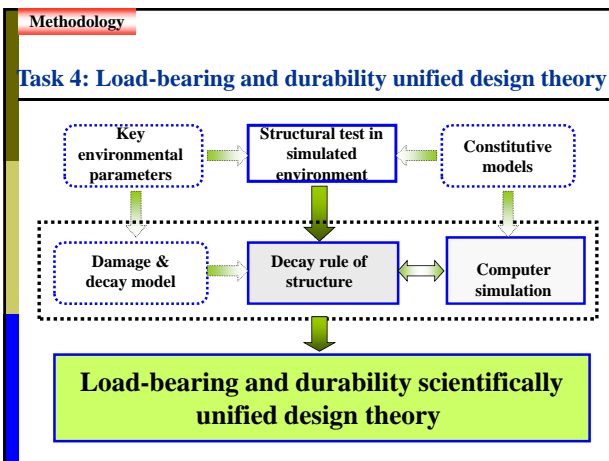 Methodology
Task 4: Load-bearing and durability unified design theory
Key
environmental
parameters
Structural test in
simulated
environment
Constitutive
models
Damage &
decay model
Decay rule of
structure
Computer
simulation
Load-bearing and durability scientifically
unified design theory